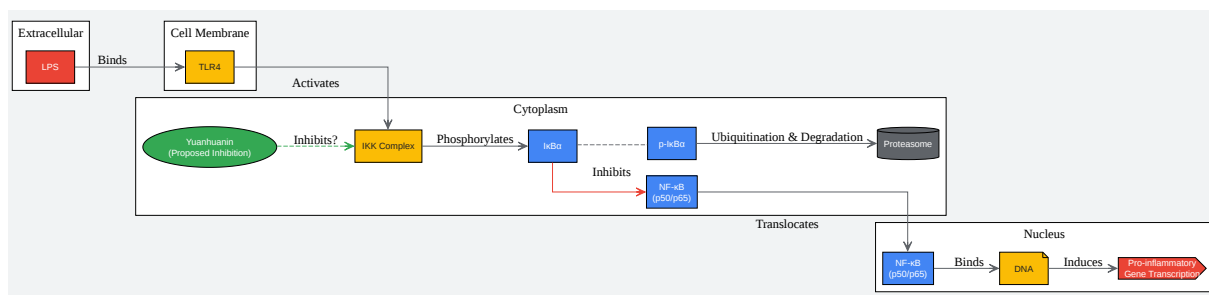 Extracellular
Cell Membrane
LPS
Binds
TLR4
Activates
Cytoplasm
Yuanhuanin
(Proposed Inhibition)
Inhibits?
IKK Complex
Phosphorylates
IκBα
p-IκBα
Ubiquitination & Degradation
Proteasome
Inhibits
NF-κB
(p50/p65)
Translocates
Nucleus
NF-κB
(p50/p65)
Binds
DNA
Induces
Pro-inflammatory
Gene Transcription